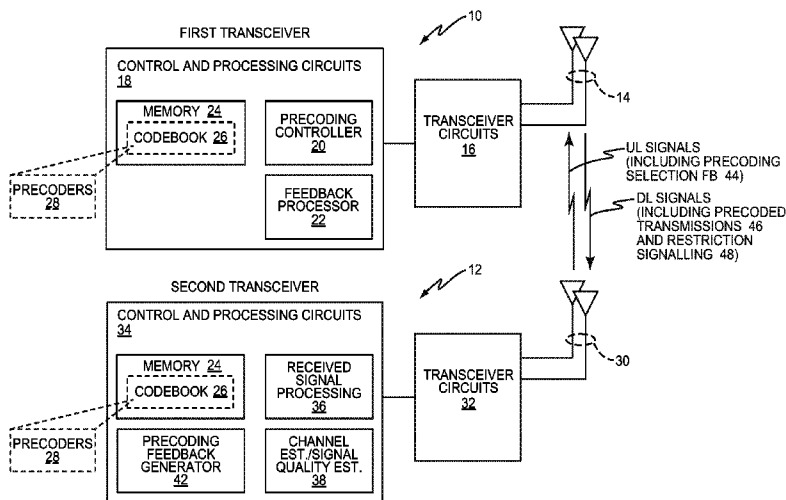 FIRST TRANSCEIVER
10
CONTROL AND PROCESSING CIRCUITS
18
MEMORY 24
CODEBOOK 26
PRECODING
CONTROLLER
20
FEEDBACK
PROCESSOR
22
PRECODERS
28
TRANSCEIVER
CIRCUITS
16
14
UL SIGNALS
(INCLUDING PRECODING
SELECTION FB 44)
DL SIGNALS
(INCLUDING PRECODED
TRANSMISSIONS 46
AND RESTRICTION
SIGNALLING 48)
SECOND TRANSCEIVER
12
CONTROL AND PROCESSING CIRCUITS
34
MEMORY 24
CODEBOOK 26
RECEIVED
SIGNAL
PROCESSING
36
PRECODERS
28
PRECODING
FEEDBACK
GENERATOR
42
CHANNEL
EST./SIGNAL
QUALITY EST.
38
TRANSCEIVER
CIRCUITS
32
30